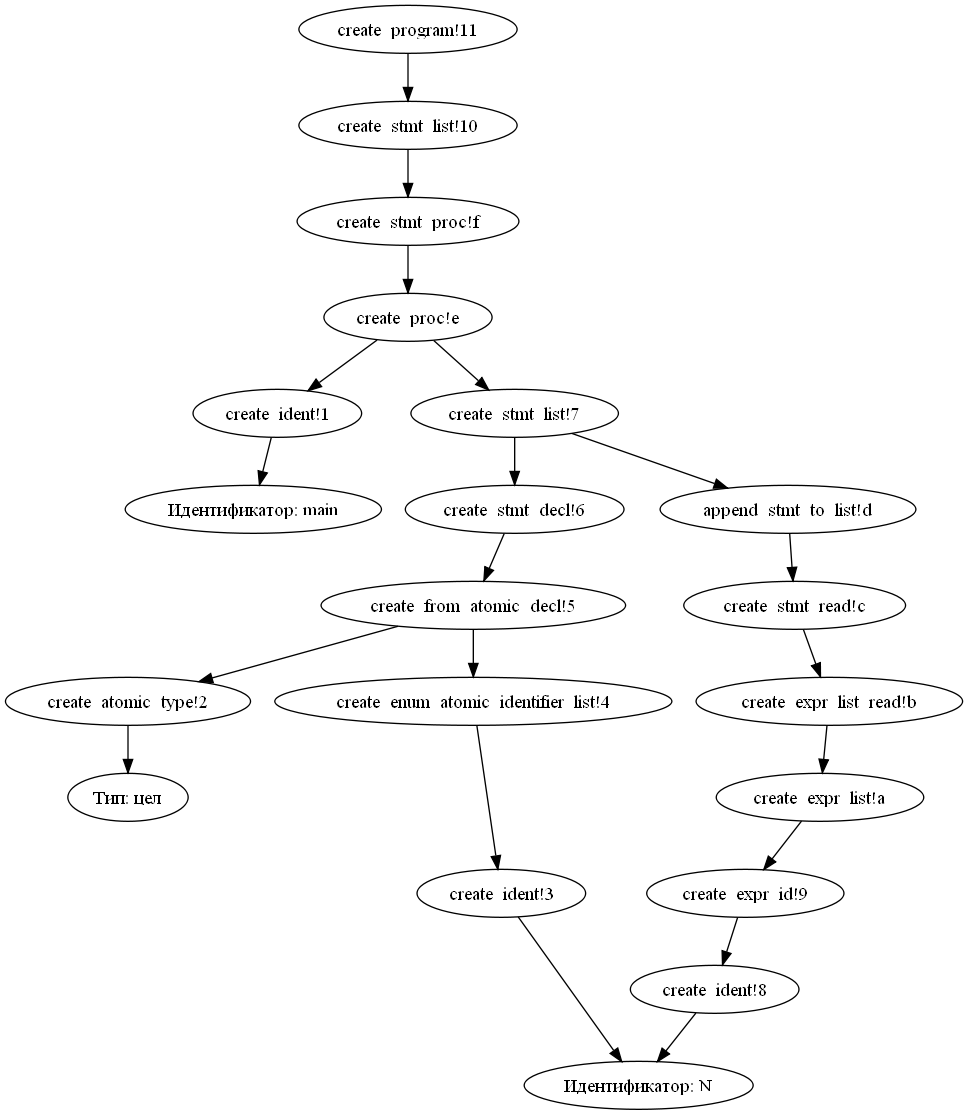 create program!11
create stmt list!10
create stmt proc!f
create proc!e
create ident!1
create stmt list!7
Идентификатор: main
create stmt decl!6
append stmt to list!d
create from atomic decl!5
create stmt read!c
create atomic type!2
create enum atomic identifier list!4
create expr list read!b
Тип: цел
create expr list!a
create ident!3
create expr id!9
create ident!8
Идентификатор: N